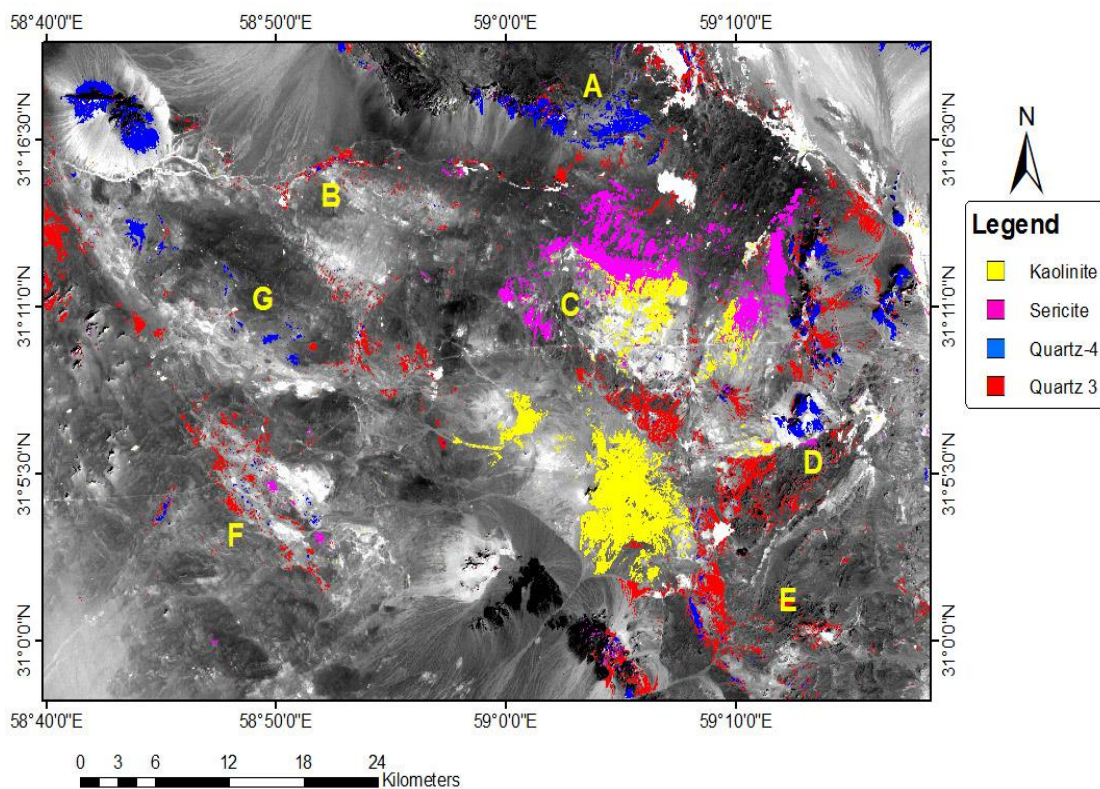 58°40'0"E 58°50'0"E 59°0'0"E 59°10'0"E
A
31°16'30"N 31°16'30"N
N
B
Legend
Kaolinite
C
G
31°11'0"N 31°11'0"N
Sericite
Quartz-4
Quartz 3
D
31°5'30"N 31°5'30"N
F
E
31°0'0"N 31°0'0"N
58°40'0"E 58°50'0"E 59°0'0"E 59°10'0"E
0 3 6 12 18 24
Kilometers